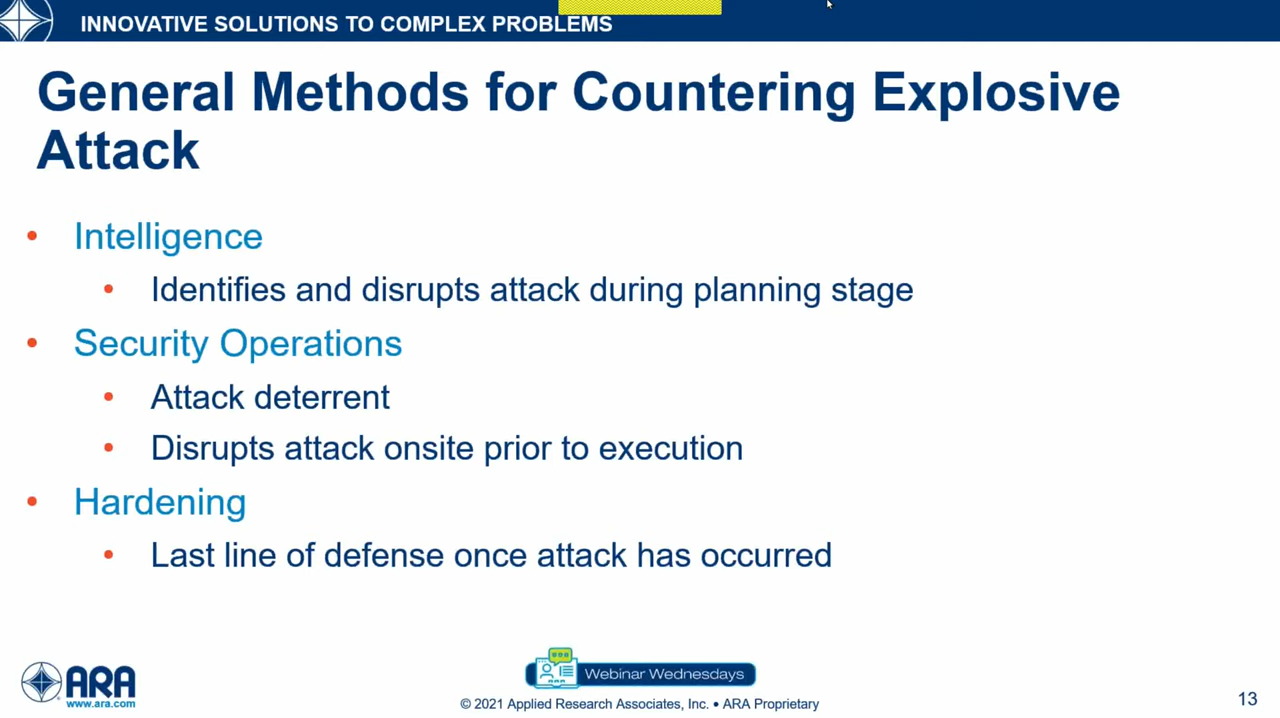 INNOVATIVE SOLUTIONS TO COMPLEX PROBLEMS
General Methods for Countering Explosive
Attack
• Intelligence
• Identifies and disrupts attack during planning stage
• Security Operations
• Attack deterrent
• Disrupts attack onsite prior to execution
• Hardening
• Last line of defense once attack has occurred
ARA
www.ara.com
Webinar Wednesdays
© 2021 Applied Research Associates, Inc. • ARA Proprietary
13